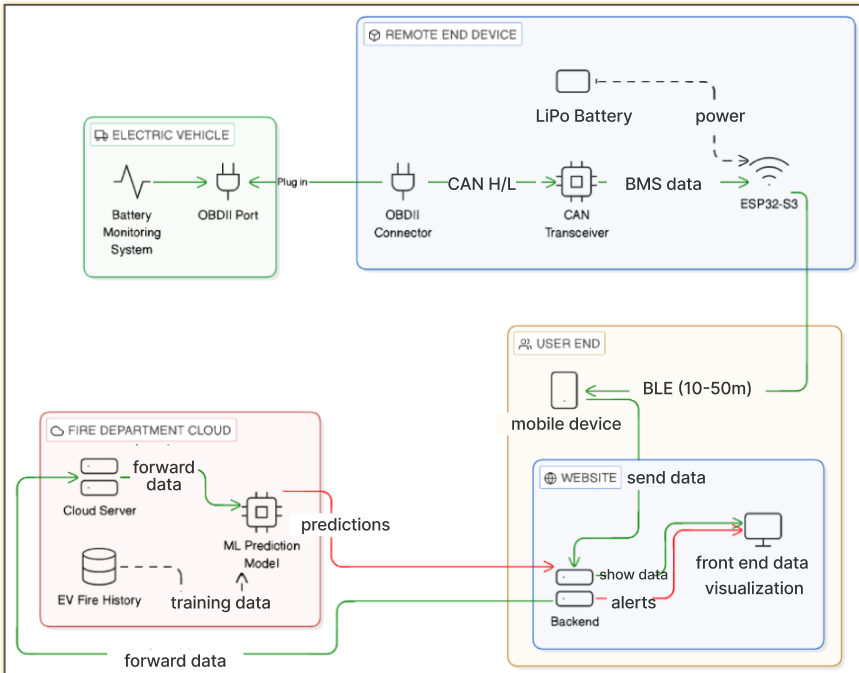 REMOTE END DEVICE
LiPo Battery
power
ELECTRIC VEHICLE
Battery
Monitoring
System
OBDII Port
Plug in
OBDII
Connector
CAN H/L
CAN
Transceiver
BMS data
ESP32-S3
USER END
BLE (10-50m)
mobile device
WEBSITE
send data
show data
alerts
Backend
front end data
visualization
FIRE DEPARTMENT CLOUD
forward
data
Cloud Server
ML Prediction
Model
predictions
EV Fire History
training data
forward data